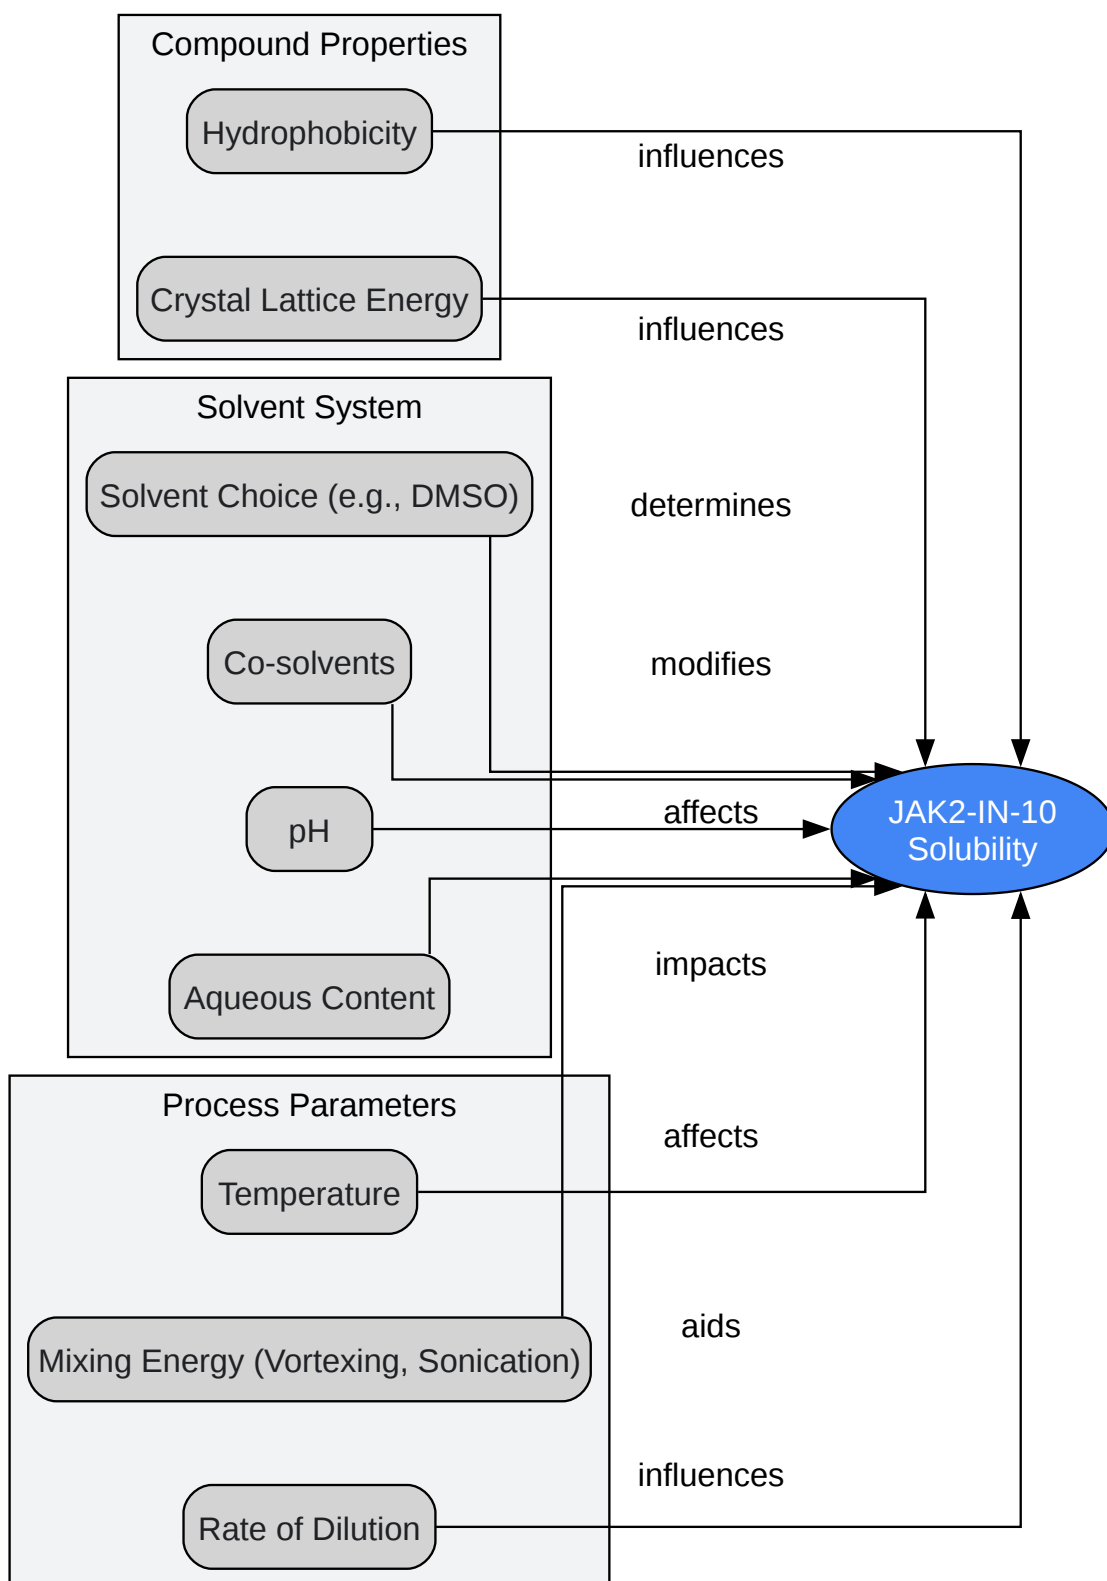 Compound Properties
Hydrophobicity
influences
Crystal Lattice Energy
influences
Solvent System
Solvent Choice (e.g., DMSO)
determines
Co-solvents
modifies
pH
affects
JAK2-IN-10
Solubility
Aqueous Content
impacts
Process Parameters
Temperature
affects
Mixing Energy (Vortexing, Sonication)
aids
Rate of Dilution
influences